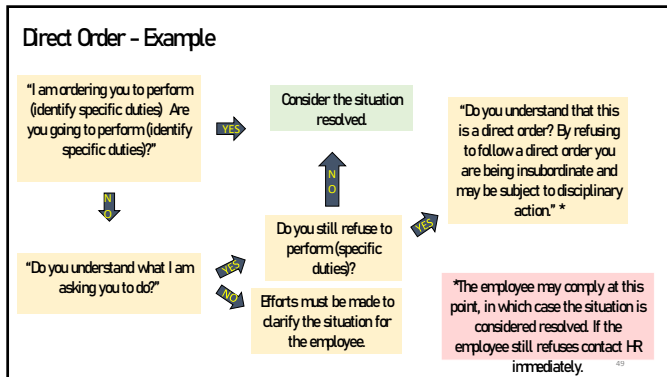 Direct Order - Example
"I am ordering you to perform
(identify specific duties) Are
you going to perform (identify
specific duties)?"
YES
Consider the situation
resolved.
"Do you understand that this
is a direct order? By refusing
to follow a direct order you
are being insubordinate and
may be subject to disciplinary
action." *
N
O
N
O
"Do you understand what I am
asking you to do?"
YES
NO
Do you still refuse to
perform (specific
duties)?
YES
Efforts must be made to
clarify the situation for
the employee.
*The employee may comply at this
point, in which case the situation is
considered resolved. If the
employee still refuses contact HR
immediately.
49